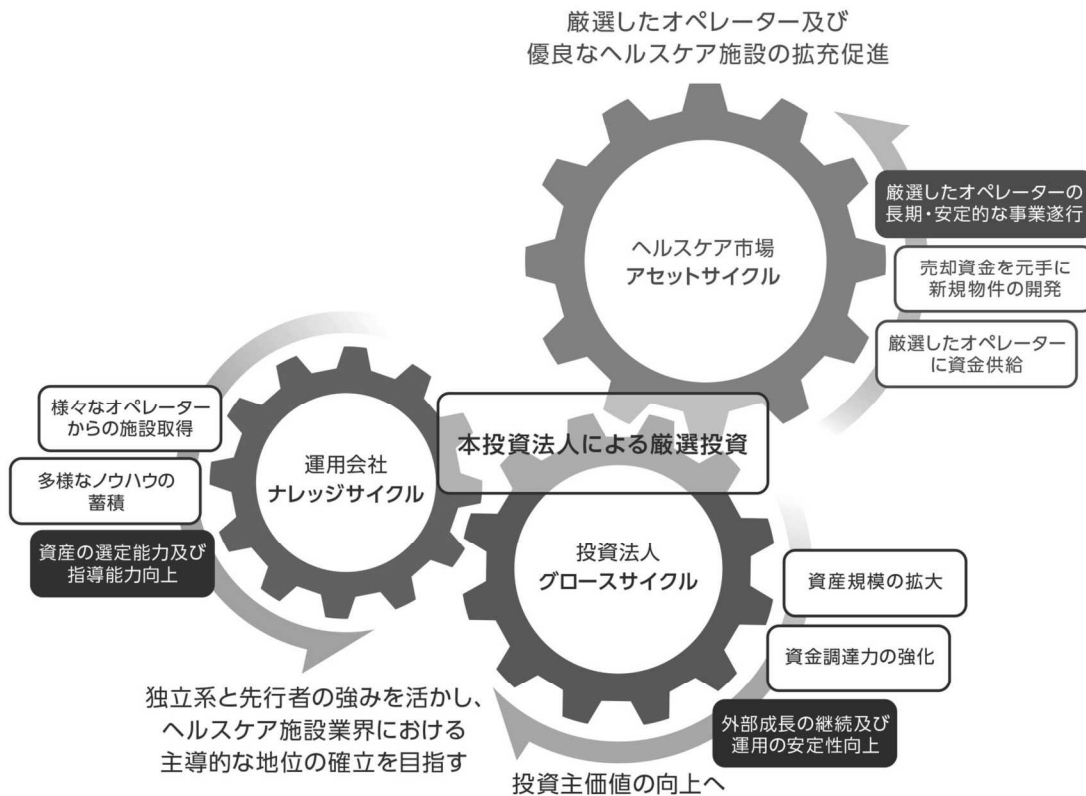 厳選したオペレーター及び
優良なヘルスケア施設の拡充促進
ヘルスケア市場
アセットサイクル
厳選したオペレーターの
長期・安定的な事業遂行
売却資金を元手に
新規物件の開発
厳選したオペレーター
に資金供給
本投資法人による厳選投資
様々なオペレーター
からの施設取得
多様なノウハウの
蓄積
資産の選定能力及び
指導能力向上
運用会社
ナレッジサイクル
独立系と先行者の強みを活かし、
ヘルスケア施設業界における
主導的な地位の確立を目指す
投資法人
グロースサイクル
資産規模の拡大
資金調達力の強化
外部成長の継続及び
運用の安定性向上
投資主価値の向上へ